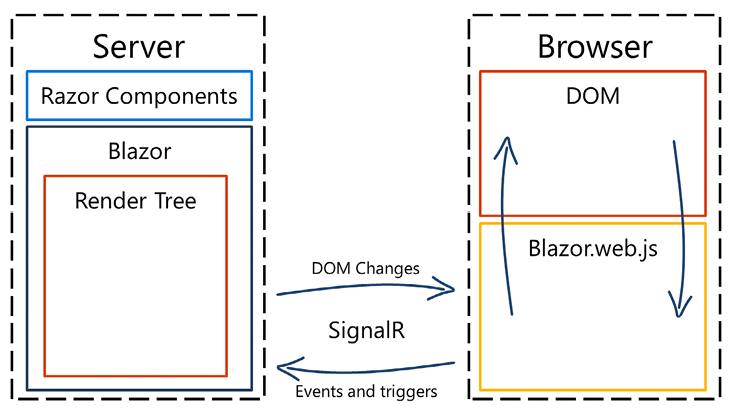 Server
Razor Components
Blazor
Render Tree
DOM Changes
SignalR
Events and triggers
Browser
DOM
Blazor.web.js